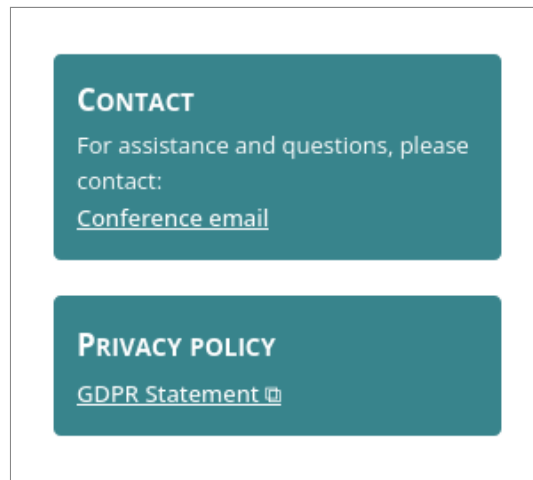 Contact
For assistance and questions, please
contact:
Conference email
Privacy policy
GDPR Statement ⧉